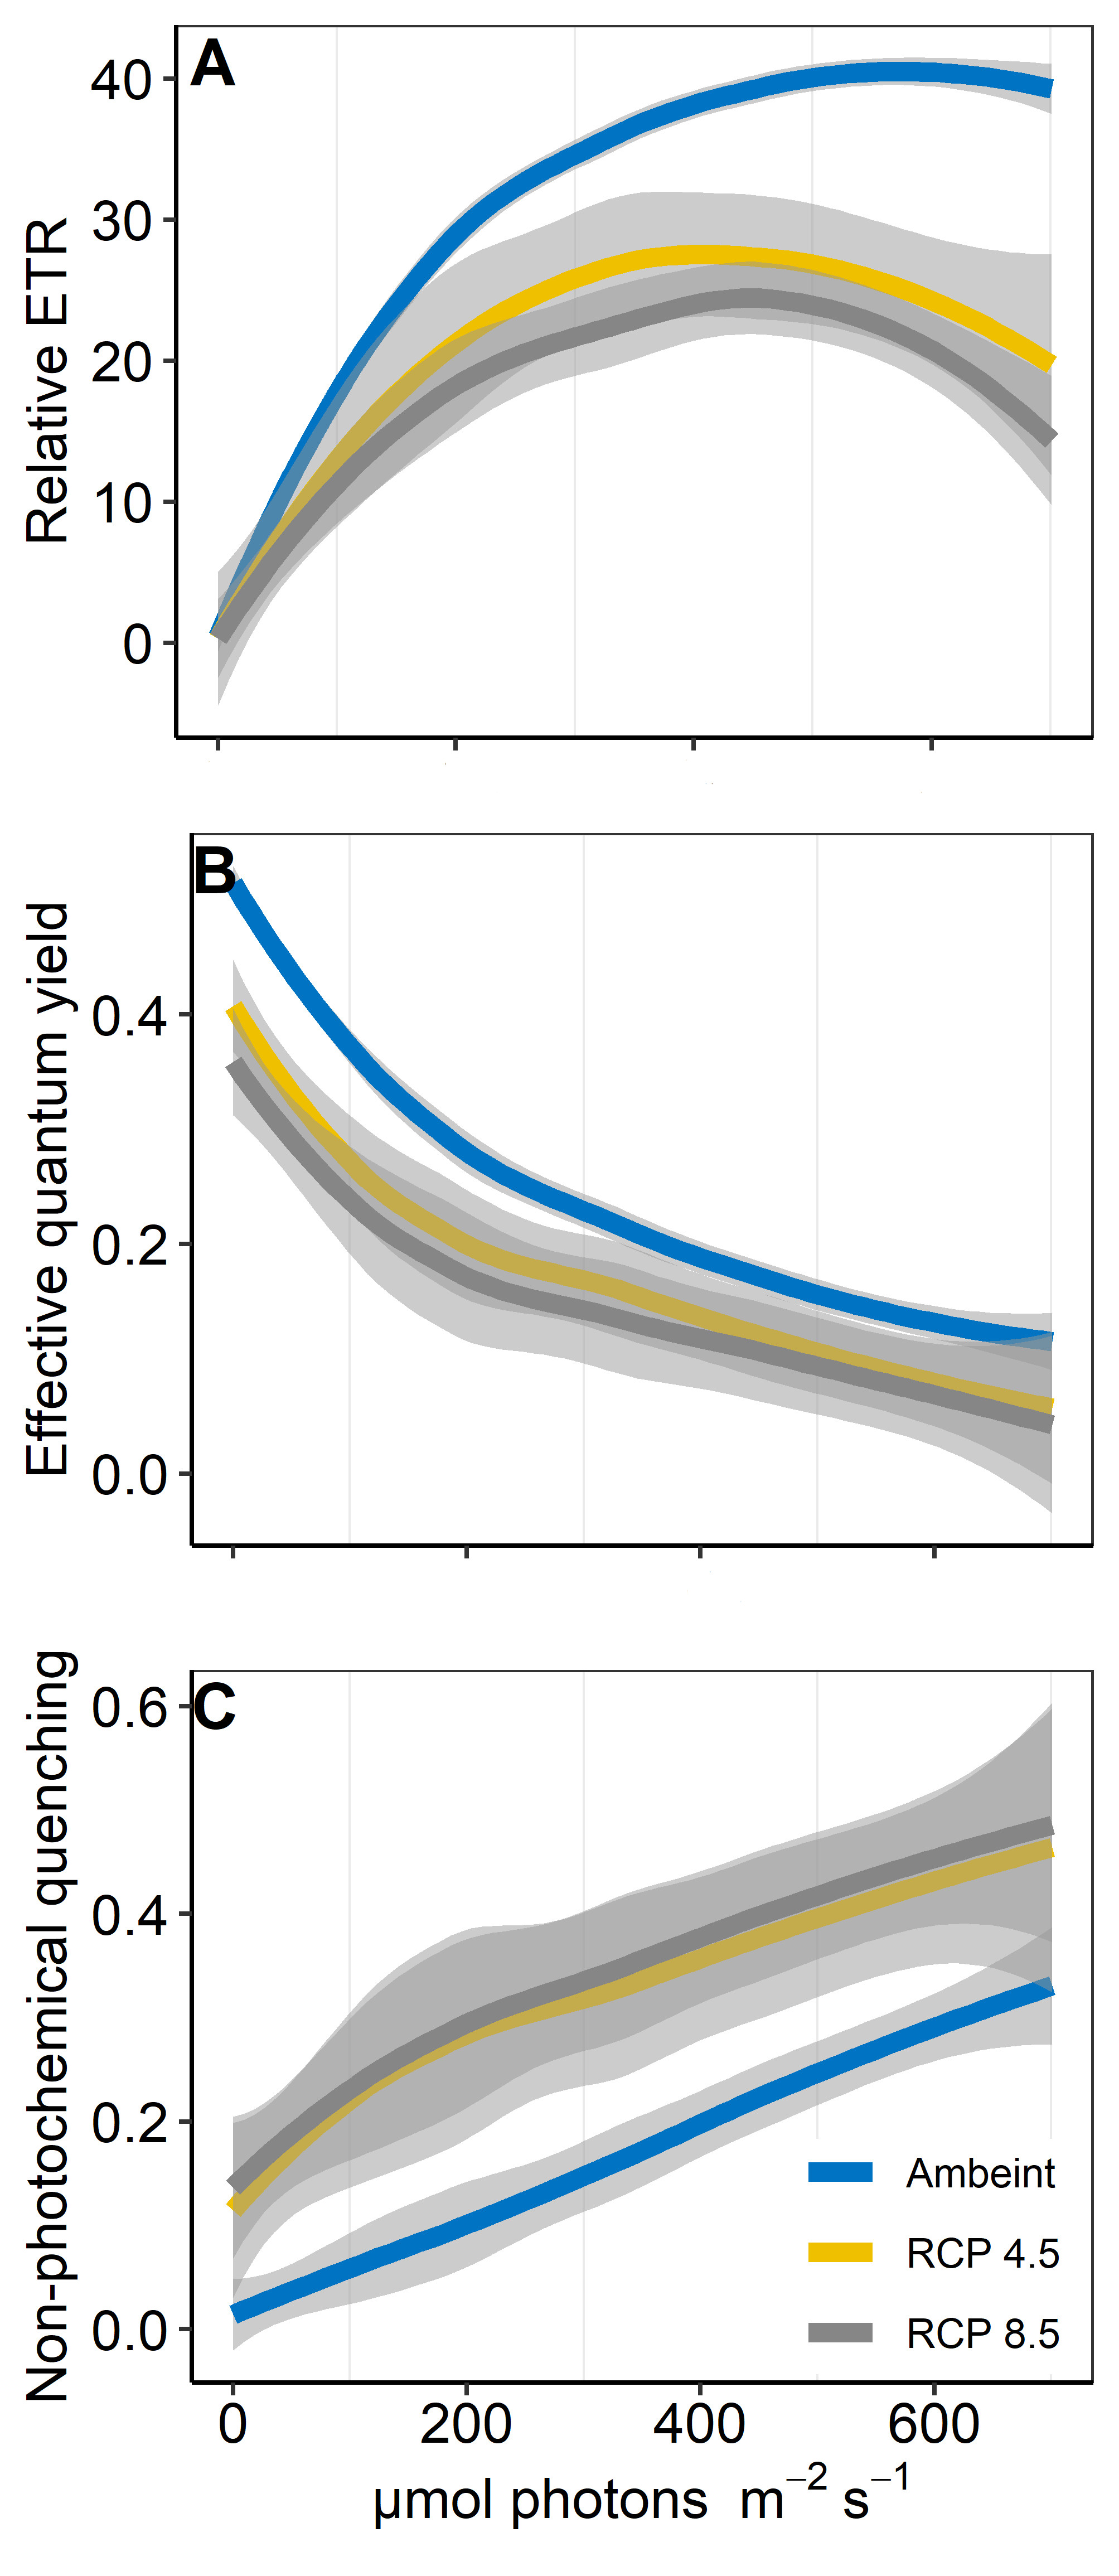 A
Relative ETR
40
30
20
10
0
B
Effective quantum yield
0.4
0.2
0.0
C
Non-photochemical quenching
0.6
0.4
0.2
0.0
Ambeint
RCP 4.5
RCP 8.5
0 200 400 600
µmol photons m⁻² s⁻¹